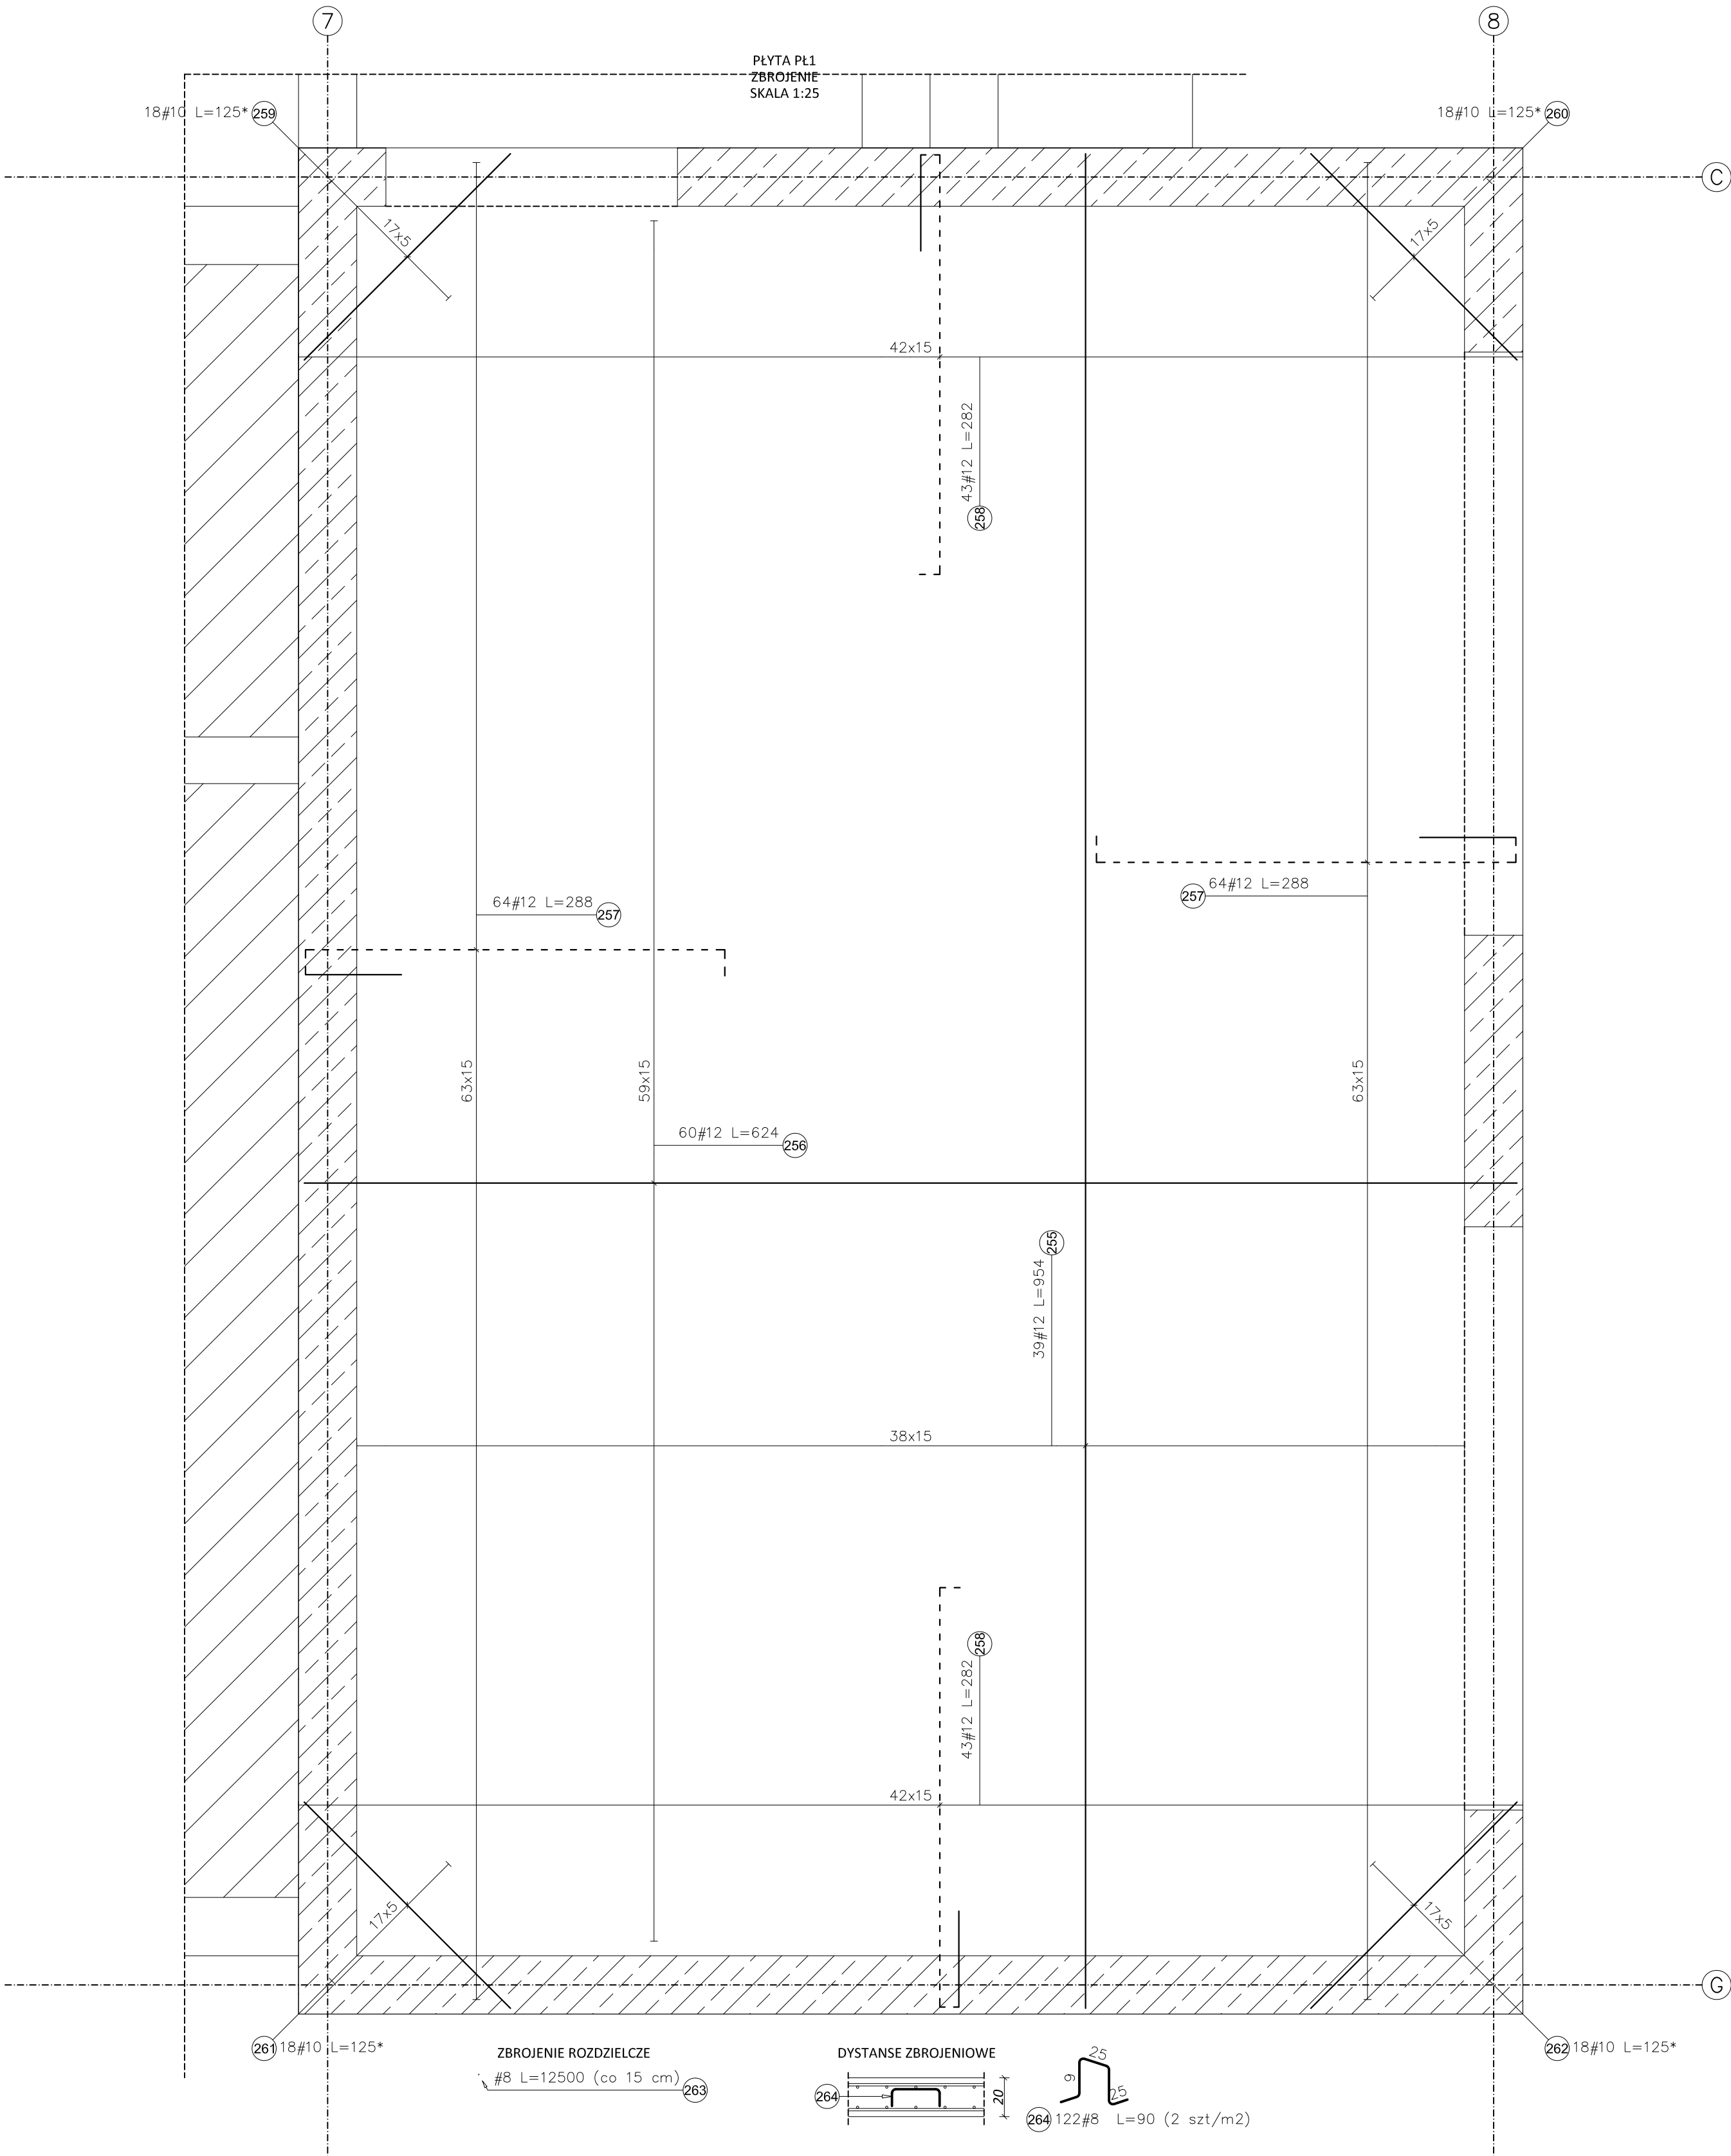 7
8
PŁYTA PŁ1
ZBROJENIE
SKALA 1:25
18#10 L=125* 259
18#10 L=125* 260
C
17x5
17x5
42x15
43#12 L=282
258
64#12 L=288 257
257 64#12 L=288
63x15
59x15
63x15
60#12 L=624 256
255
39#12 L=954
38x15
258
43#12 L=282
42x15
17x5
17x5
G
261 18#10 L=125*
262 18#10 L=125*
ZBROJENIE ROZDZIELCZE
#8 L=12500 (co 15 cm) 263
DYSTANSE ZBROJENIOWE
264
20
25
9
25
264 122#8 L=90 (2 szt/m2)